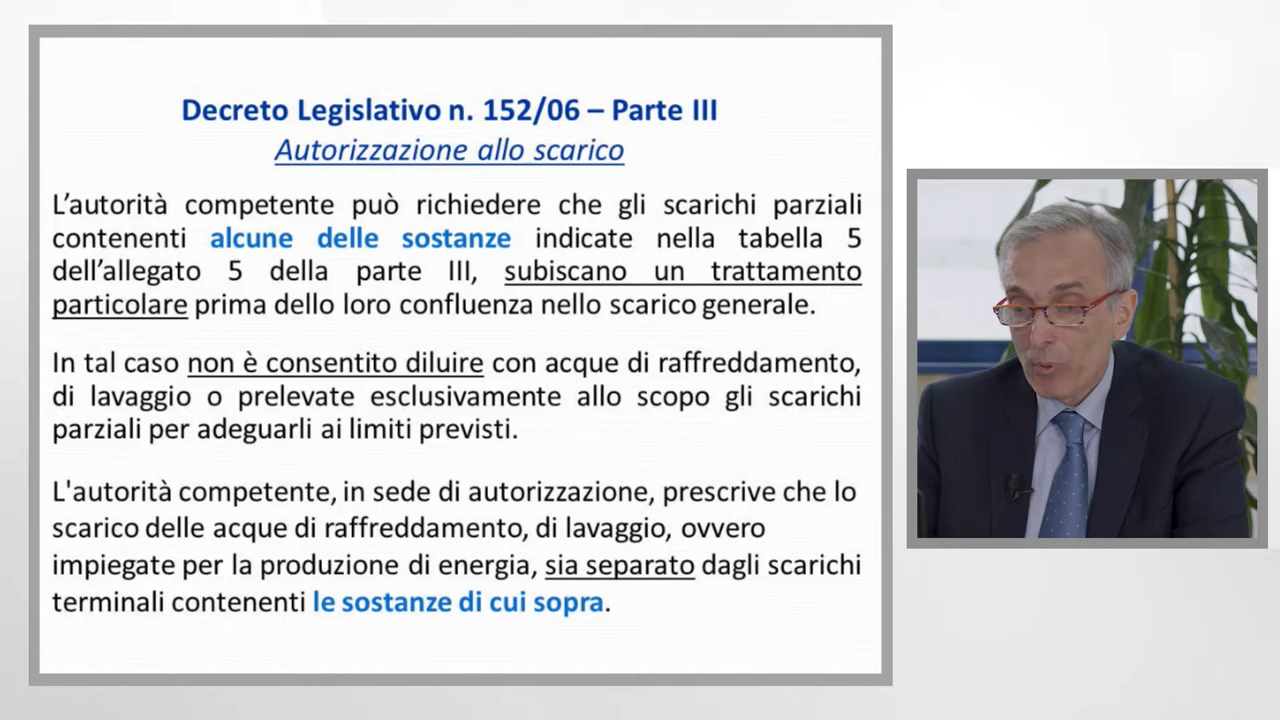 Decreto Legislativo n. 152/06 – Parte III
Autorizzazione allo scarico
L’autorità competente può richiedere che gli scarichi parziali
contenenti alcune delle sostanze indicate nella tabella 5
dell’allegato 5 della parte III, subiscano un trattamento
particolare prima dello loro confluenza nello scarico generale.
In tal caso non è consentito diluire con acque di raffreddamento,
di lavaggio o prelevate esclusivamente allo scopo gli scarichi
parziali per adeguarli ai limiti previsti.
L'autorità competente, in sede di autorizzazione, prescrive che lo
scarico delle acque di raffreddamento, di lavaggio, ovvero
impiegate per la produzione di energia, sia separato dagli scarichi
terminali contenenti le sostanze di cui sopra.